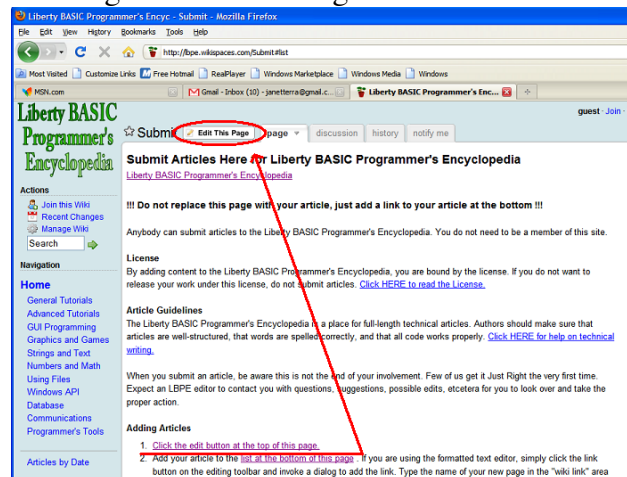 Liberty BASIC Programmer's Encyc - Submit - Mozilla Firefox
File Edit View History Bookmarks Tools Help
http://lbpe.wikispaces.com/Submit#list
Most Visited Customize Links Free Hotmail RealPlayer Windows Marketplace Windows Media Windows
MSN.com Gmail - Inbox (10) - janetterra@gmail.c... Liberty BASIC Programmer's Enc...
guest · Join ·
Liberty BASIC
Programmer's
Encyclopedia
Submit Edit This Page page discussion history notify me
Submit Articles Here for Liberty BASIC Programmer's Encyclopedia
Liberty BASIC Programmer's Encyclopedia
!!! Do not replace this page with your article, just add a link to your article at the bottom !!!
Anybody can submit articles to the Liberty BASIC Programmer's Encyclopedia. You do not need to be a member of this site.
License
By adding content to the Liberty BASIC Programmer's Encyclopedia, you are bound by the license. If you do not want to
release your work under this license, do not submit articles. Click HERE to read the License.
Article Guidelines
The Liberty BASIC Programmer's Encyclopedia is a place for full-length technical articles. Authors should make sure that
articles are well-structured, that words are spelled correctly, and that all code works properly. Click HERE for help on technical
writing.
When you submit an article, be aware this is not the end of your involvement. Few of us get it Just Right the very first time.
Expect an LBPE editor to contact you with questions, suggestions, possible edits, etcetera for you to look over and take the
proper action.
Adding Articles
1. Click the edit button at the top of this page.
2. Add your article to the list at the bottom of this page . If you are using the formatted text editor, simply click the link
button on the editing toolbar and invoke a dialog to add the link. Type the name of your new page in the "wiki link" area
Actions
Join this Wiki
Recent Changes
Manage Wiki
Search
Navigation
Home
General Tutorials
Advanced Tutorials
GUI Programming
Graphics and Games
Strings and Text
Numbers and Math
Using Files
Windows API
Database
Communications
Programmer's Tools
Articles by Date